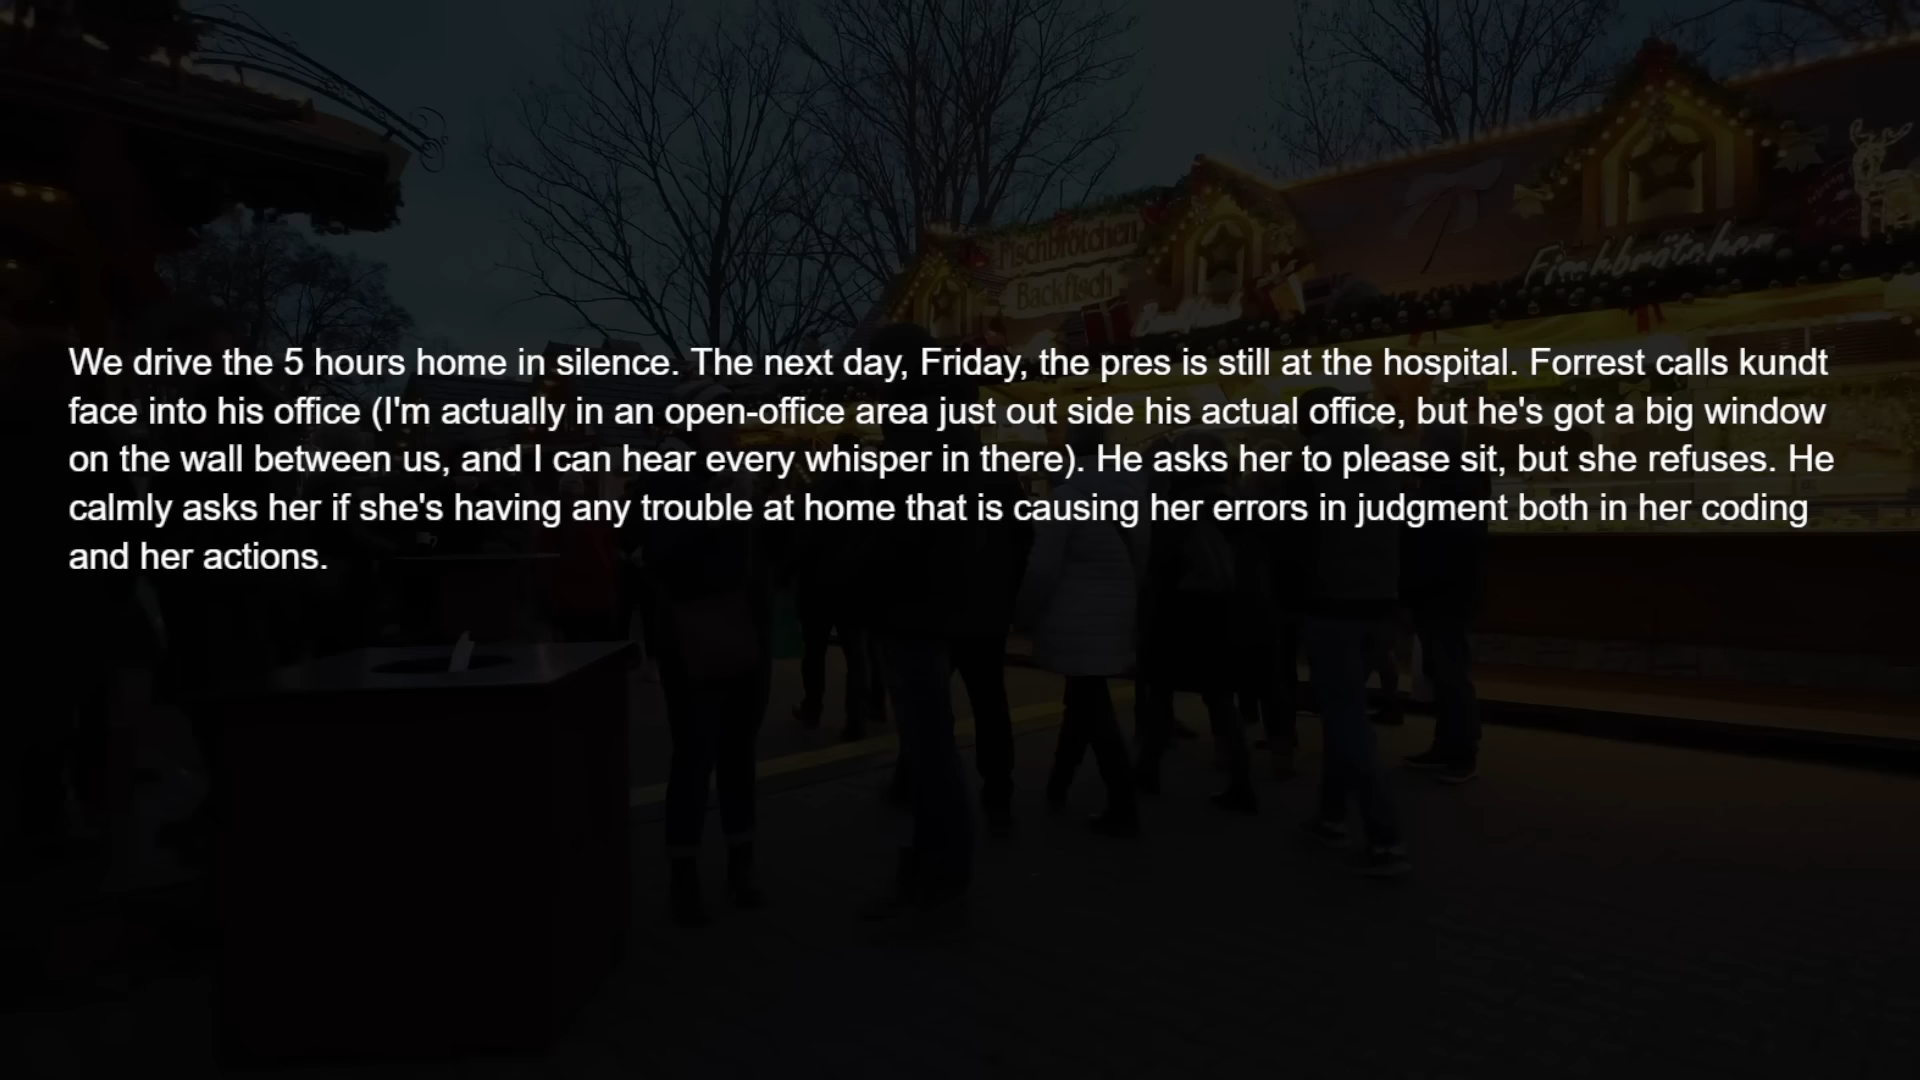 Fischbrötchen
Backfisch
Fischbrötchen
We drive the 5 hours home in silence. The next day, Friday, the pres is still at the hospital. Forrest calls kundt
face into his office (I'm actually in an open-office area just out side his actual office, but he's got a big window
on the wall between us, and I can hear every whisper in there). He asks her to please sit, but she refuses. He
calmly asks her if she's having any trouble at home that is causing her errors in judgment both in her coding
and her actions.